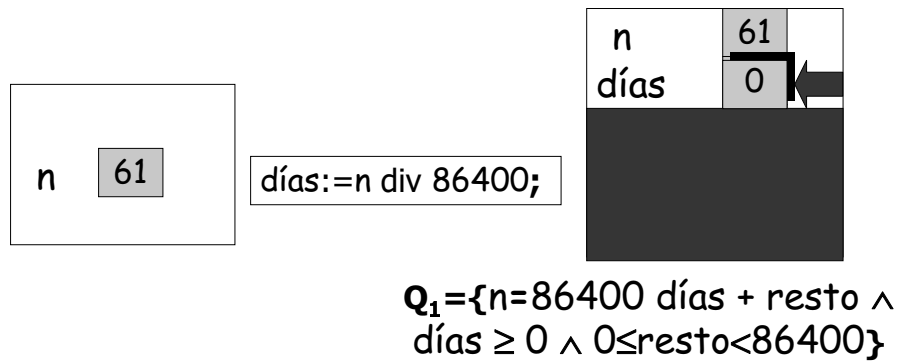 n 61
días:=n div 86400;
n 61
días 0
Q₁={n=86400 días + resto ∧
días ≥ 0 ∧ 0≤resto<86400}